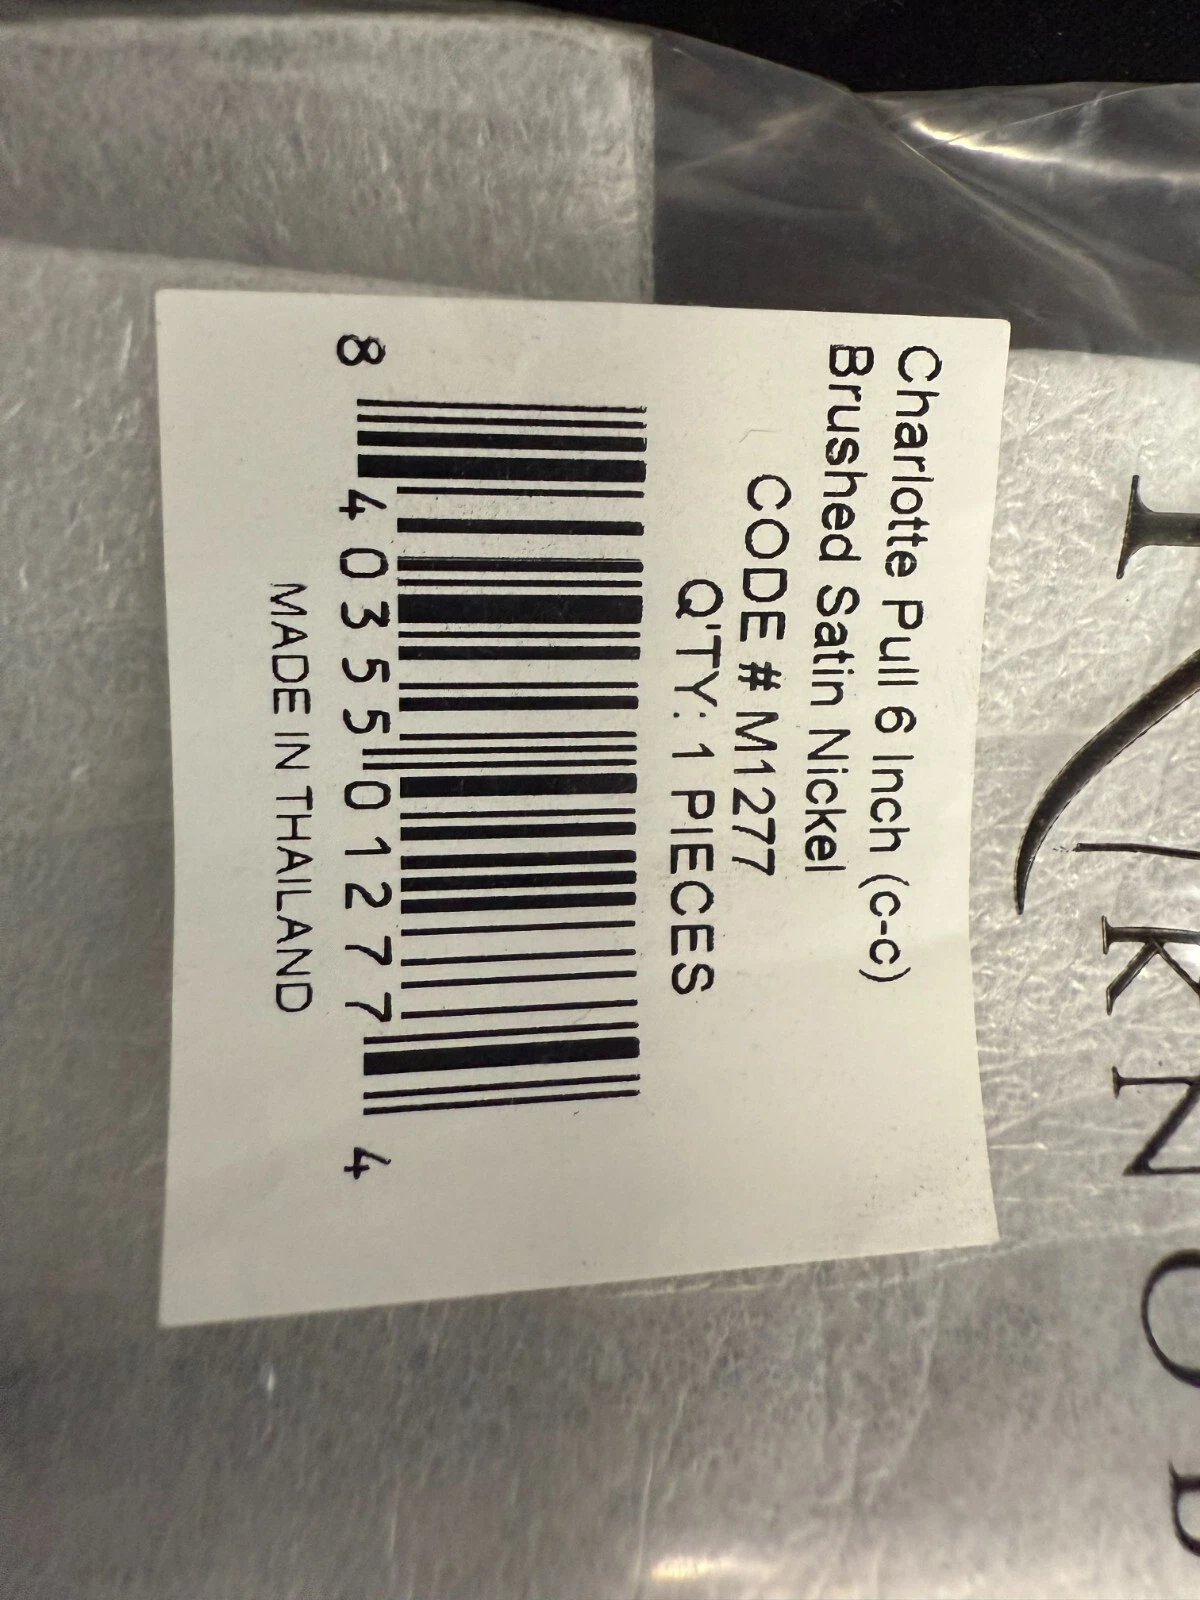 Charlotte Pull 6 Inch (c-c)
Brushed Satin Nickel
CODE # M1277
Q'TY: 1 PIECES
8 40355 01277 4
MADE IN THAILAND
KNOB